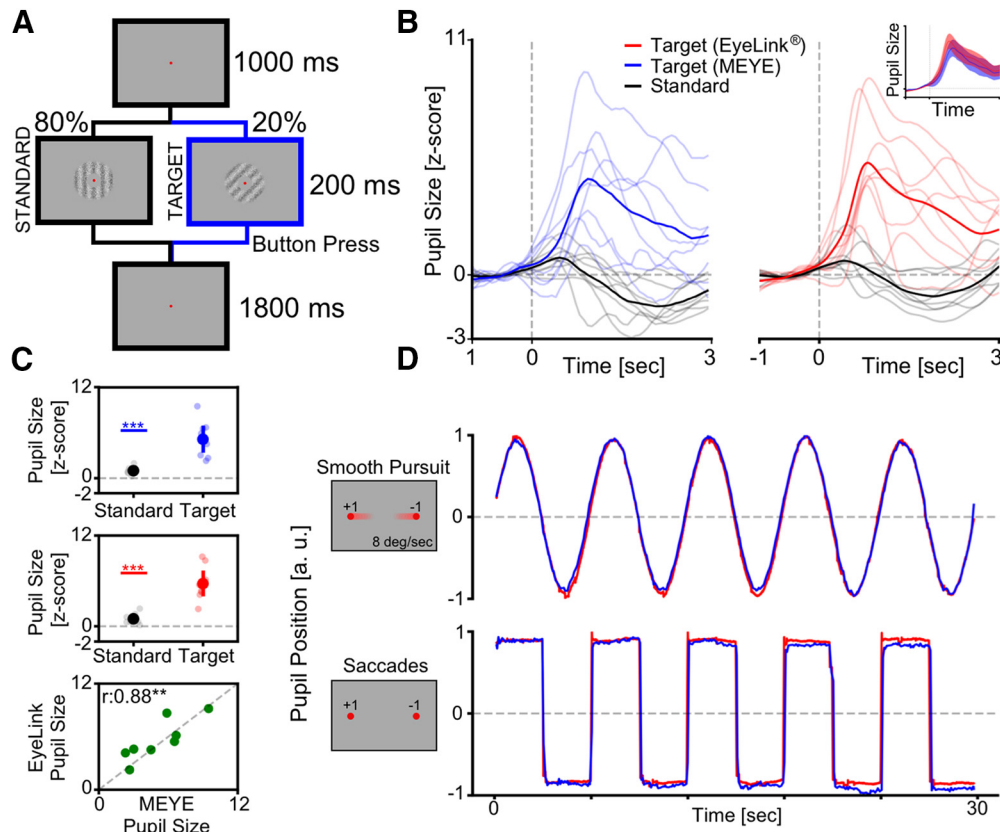 A
1000 ms
80%
20%
STANDARD
TARGET
200 ms
Button Press
1800 ms
B
Target (EyeLink®)
Target (MEYE)
Standard
11
0
-3
Pupil Size [z-score]
1
0
3
Time [sec]
-1
0
3
Time [sec]
Pupil Size
Time
C
12
0
-2
Pupil Size
[z-score]
***
Standard Target
12
0
-2
Pupil Size
[z-score]
***
Standard Target
12
0
EyeLink
Pupil Size
r:0.88**
0
12
MEYE
Pupil Size
D
Pupil Position [a. u.]
Smooth Pursuit
+1
-1
8 deg/sec
1
0
-1
Saccades
+1
-1
1
0
-1
0
30
Time [sec]